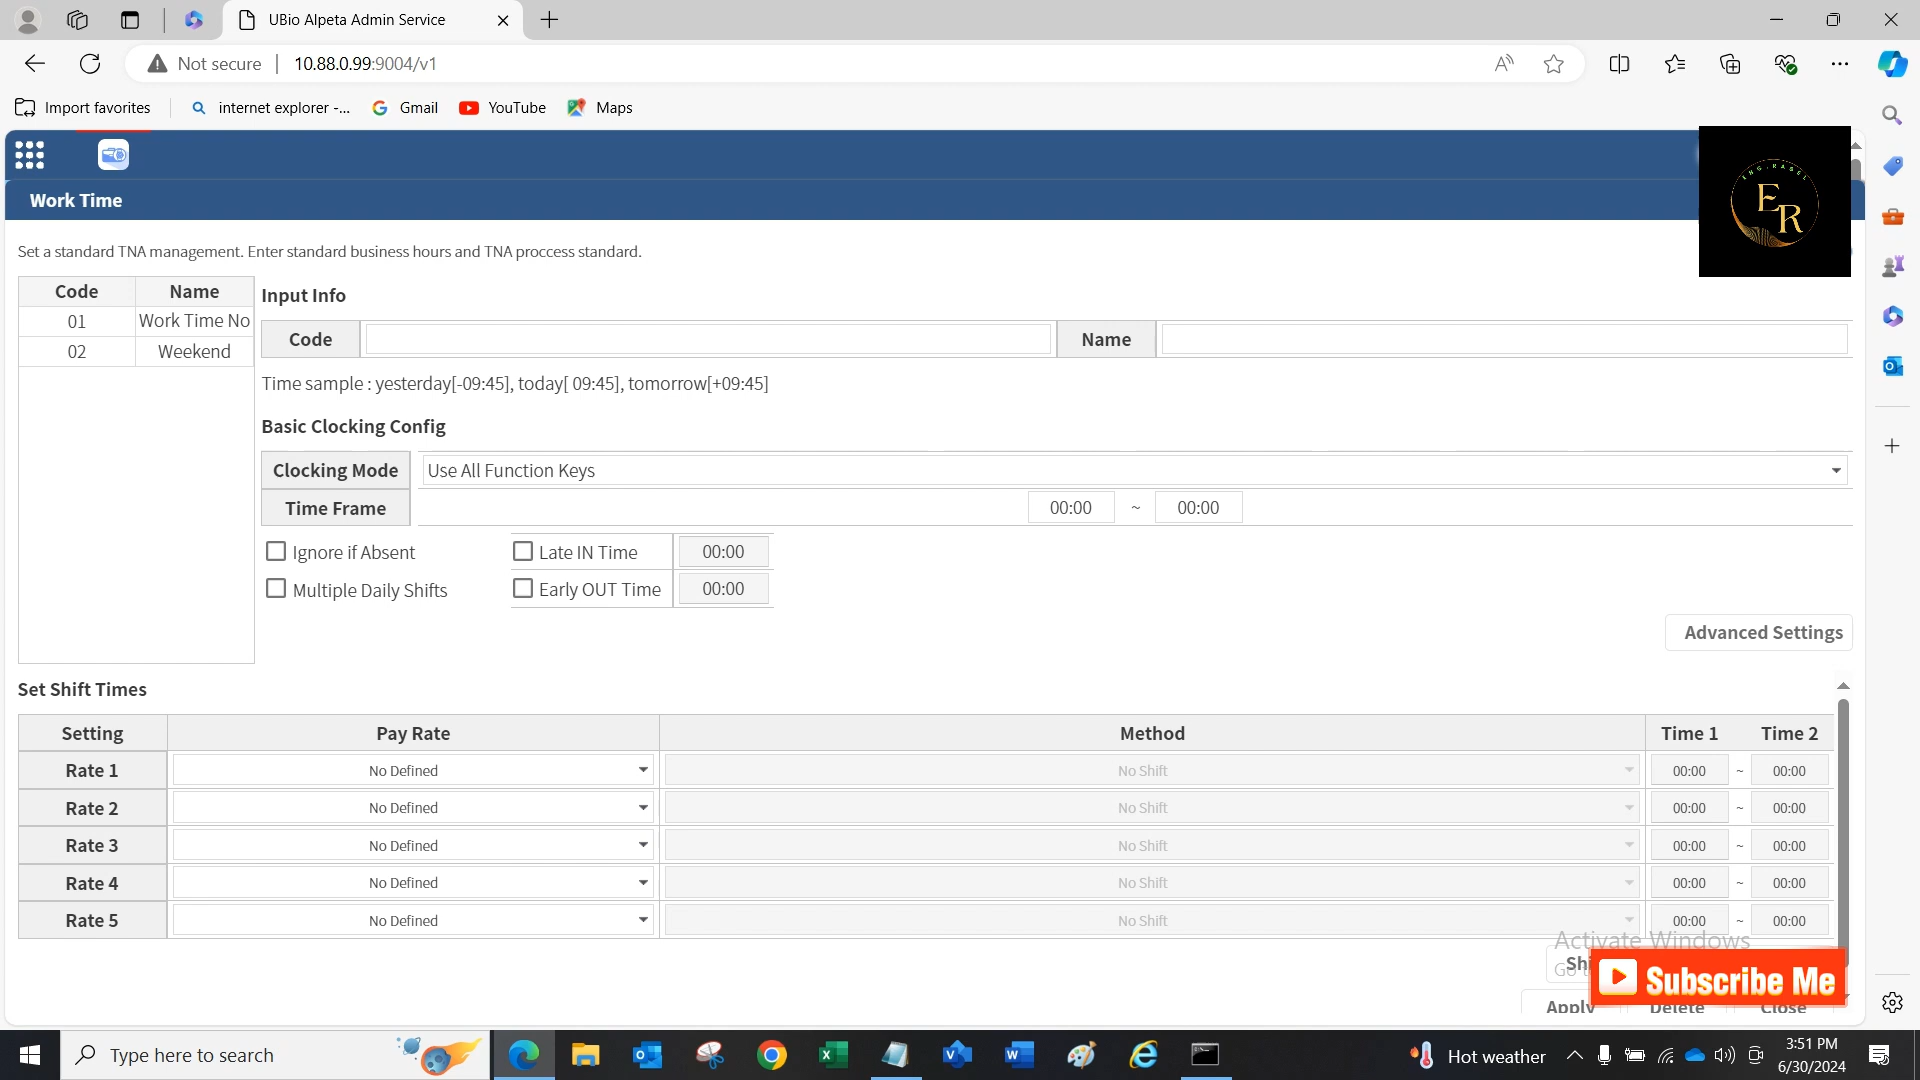 UBio Alpeta Admin Service
Not secure 10.88.0.99:9004/v1
Import favorites internet explorer -... Gmail YouTube Maps
ENG.RABEL
ER
Work Time
Set a standard TNA management. Enter standard business hours and TNA proccess standard.
Code Name
01 Work Time No
02 Weekend
Input Info
Code Name
Time sample : yesterday[-09:45], today[ 09:45], tomorrow[+09:45]
Basic Clocking Config
Clocking Mode Use All Function Keys
Time Frame 00:00 ~ 00:00
Ignore if Absent Late IN Time 00:00
Multiple Daily Shifts Early OUT Time 00:00
Advanced Settings
Set Shift Times
Setting Pay Rate Method Time 1 Time 2
Rate 1 No Defined No Shift 00:00 ~ 00:00
Rate 2 No Defined No Shift 00:00 ~ 00:00
Rate 3 No Defined No Shift 00:00 ~ 00:00
Rate 4 No Defined No Shift 00:00 ~ 00:00
Rate 5 No Defined No Shift 00:00 ~ 00:00
Activate Windows
Subscribe Me
Apply Delete Close
Type here to search
Hot weather
3:51 PM
6/30/2024